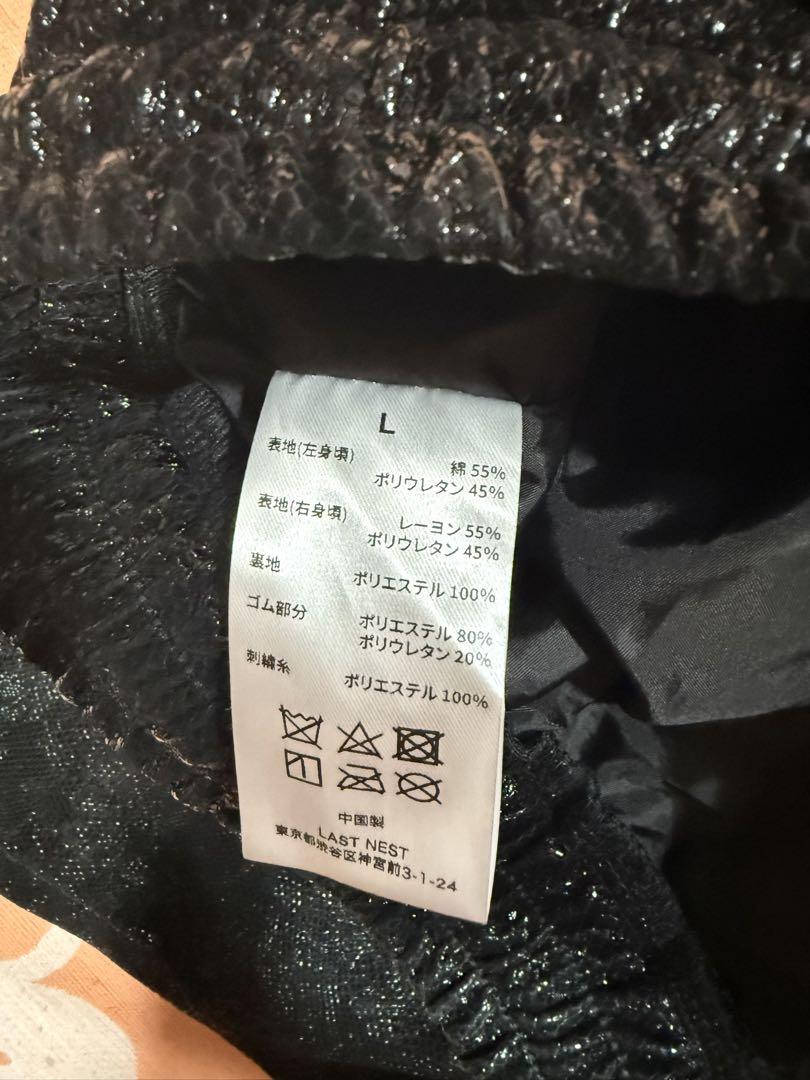 L
表地(左身頃) 綿 55%
ポリウレタン 45%
表地(右身頃) レーヨン 55%
ポリウレタン 45%
裏地 ポリエステル 100%
ゴム部分 ポリエステル 80%
ポリウレタン 20%
刺繍糸 ポリエステル 100%
中国製
LAST NEST
東京都渋谷区神宮前3-1-24